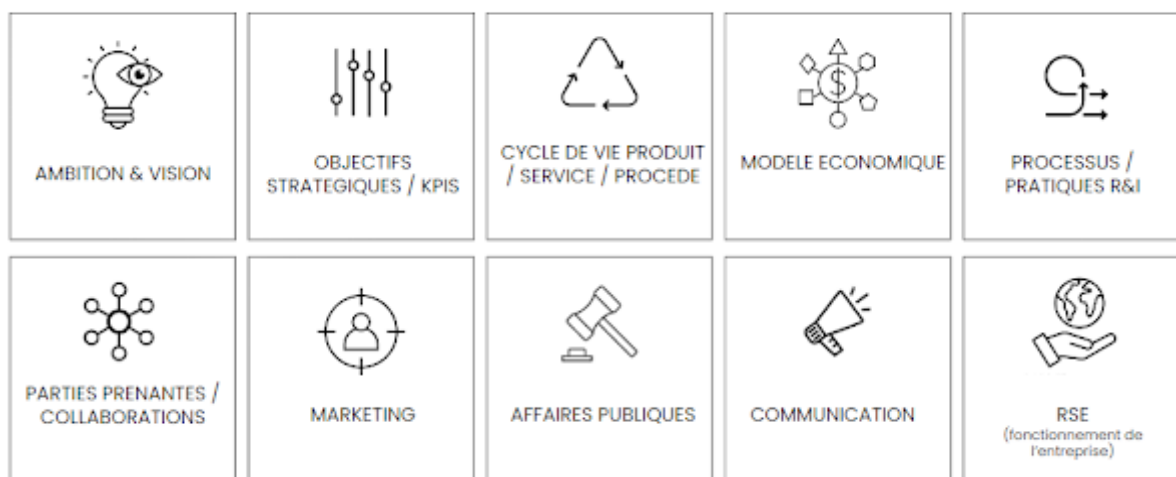 AMBITION & VISION
OBJECTIFS
STRATEGIQUES / KPIS
CYCLE DE VIE PRODUIT
/ SERVICE / PROCEDE
MODELE ECONOMIQUE
PROCESSUS /
PRATIQUES R&I
PARTIES PRENANTES /
COLLABORATIONS
MARKETING
AFFAIRES PUBLIQUES
COMMUNICATION
RSE
(fonctionnement de
l'entreprise)